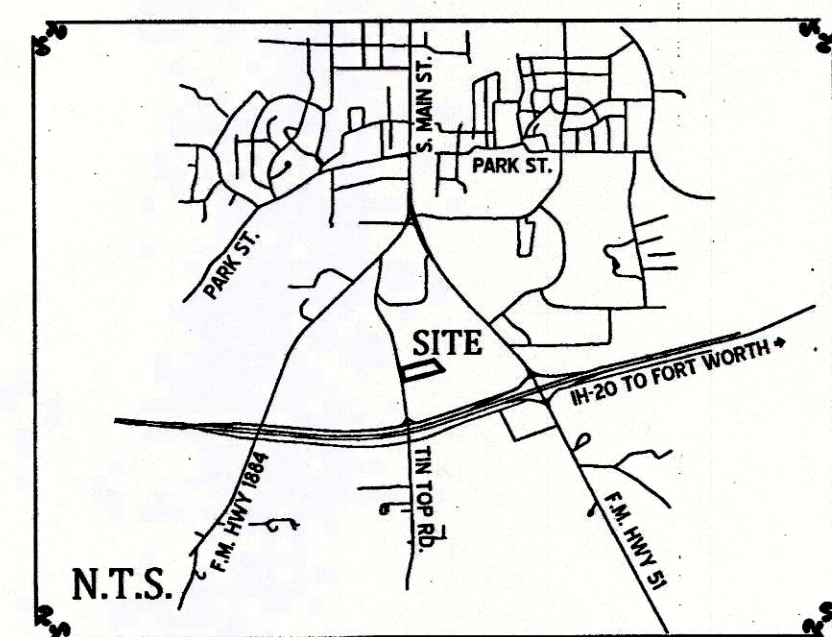 S. MAIN ST.
PARK ST.
PARK ST.
SITE
IH-20 TO FORT WORTH
F.M. HWY 1884
TIN TOP RD.
F.M. HWY 51
N.T.S.